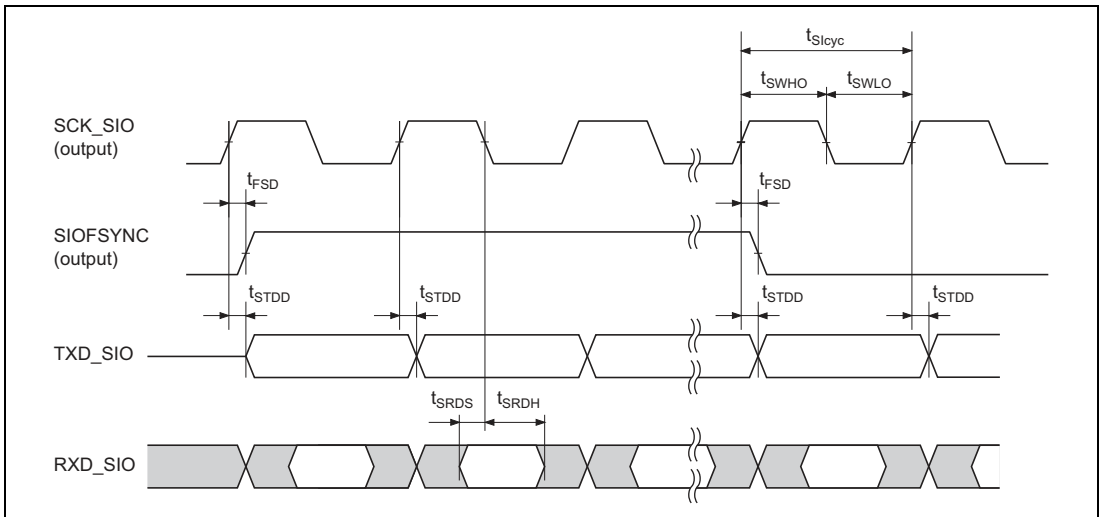 tSIcyc
tSWHO tSWLO
SCK_SIO
(output)
tFSD tFSD
SIOFSYNC
(output)
tSTDD tSTDD tSTDD tSTDD
TXD_SIO
tSRDS tSRDH
RXD_SIO